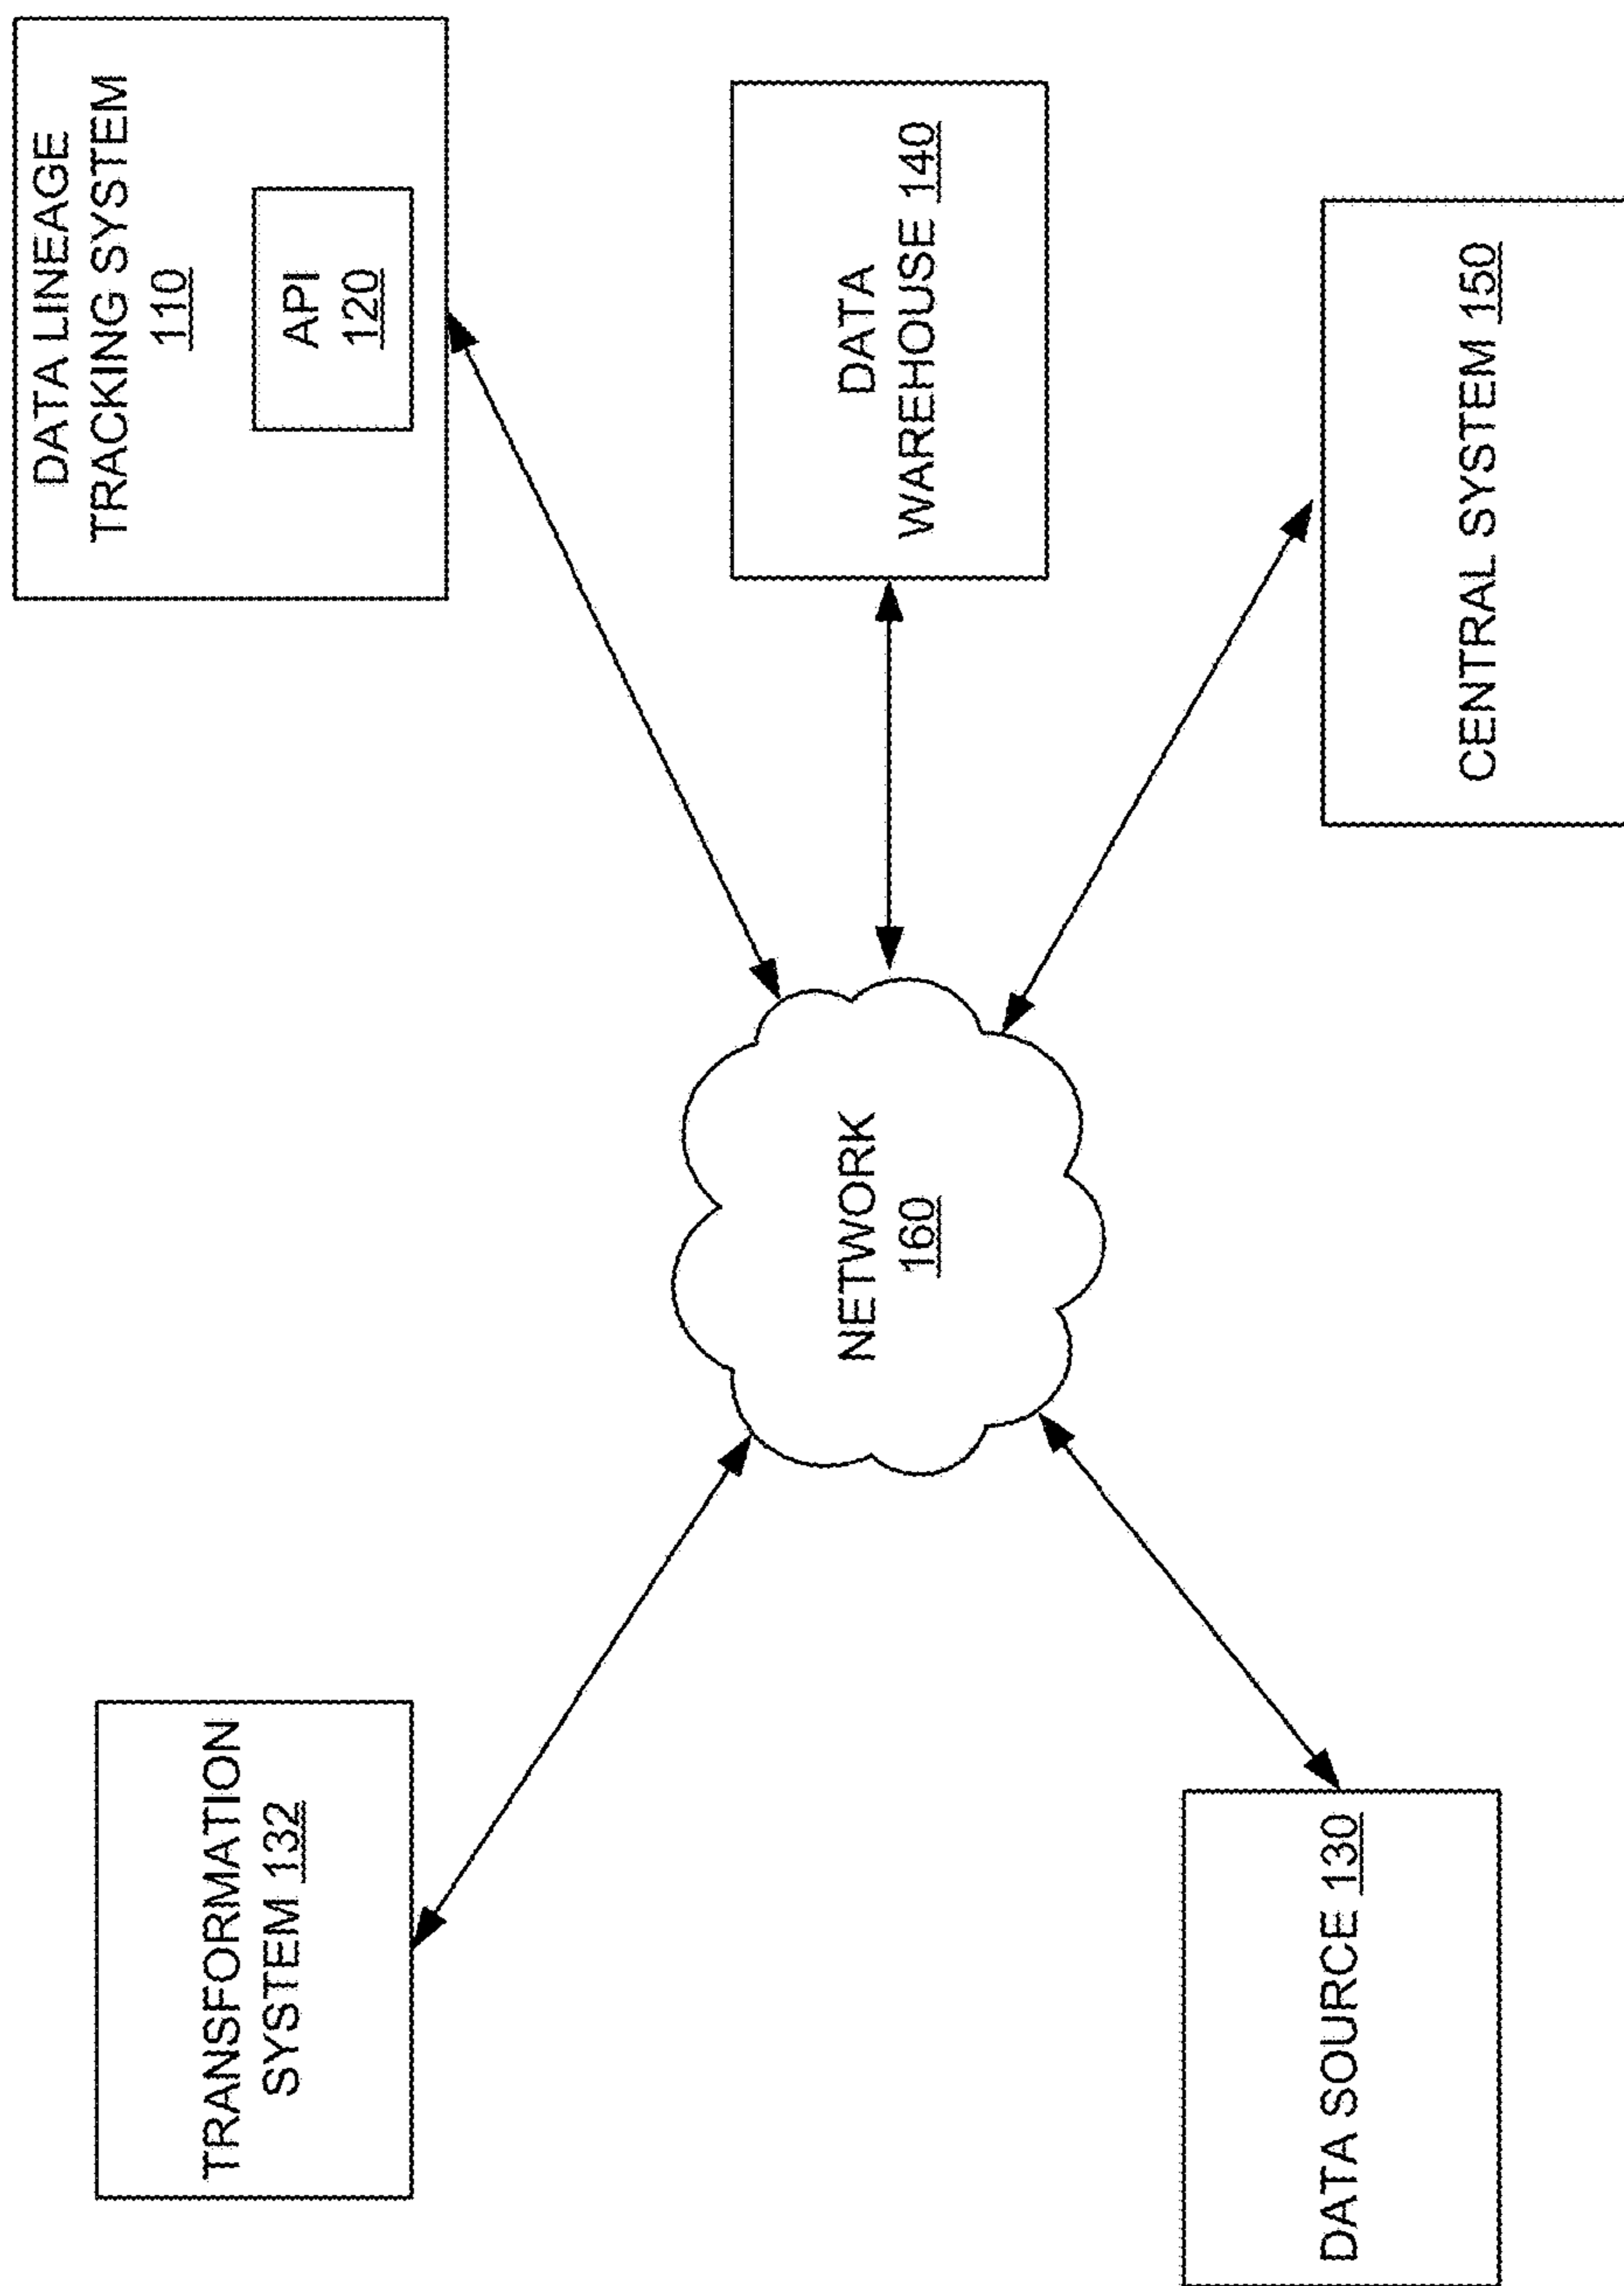 DATA LINEAGE
TRACKING SYSTEM
110
API
120
TRANSFORMATION
SYSTEM 132
DATA
WAREHOUSE 140
NETWORK
160
CENTRAL SYSTEM 150
DATA SOURCE 130